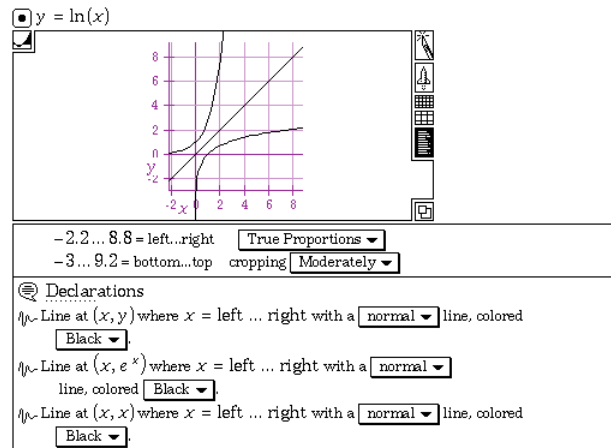 y = ln(x)
8
6
4
2
0
-2
y
-2 x 0 2 4 6 8
−2.2... 8.8 = left...right True Proportions
−3... 9.2 = bottom...top cropping Moderately
Declarations
Line at (x, y) where x = left ... right with a normal line, colored
Black .
Line at (x, e^x) where x = left ... right with a normal
line, colored Black .
Line at (x, x) where x = left ... right with a normal line, colored
Black .